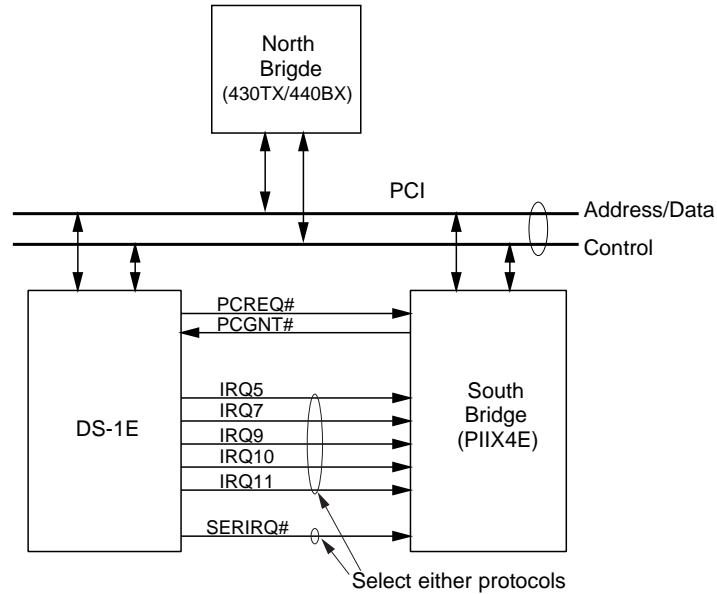 North
Brigde
(430TX/440BX)
PCI
Address/Data
Control
PCREQ#
PCGNT#
IRQ5
IRQ7
IRQ9
IRQ10
IRQ11
SERIRQ#
DS-1E
South
Bridge
(PIIX4E)
Select either protocols